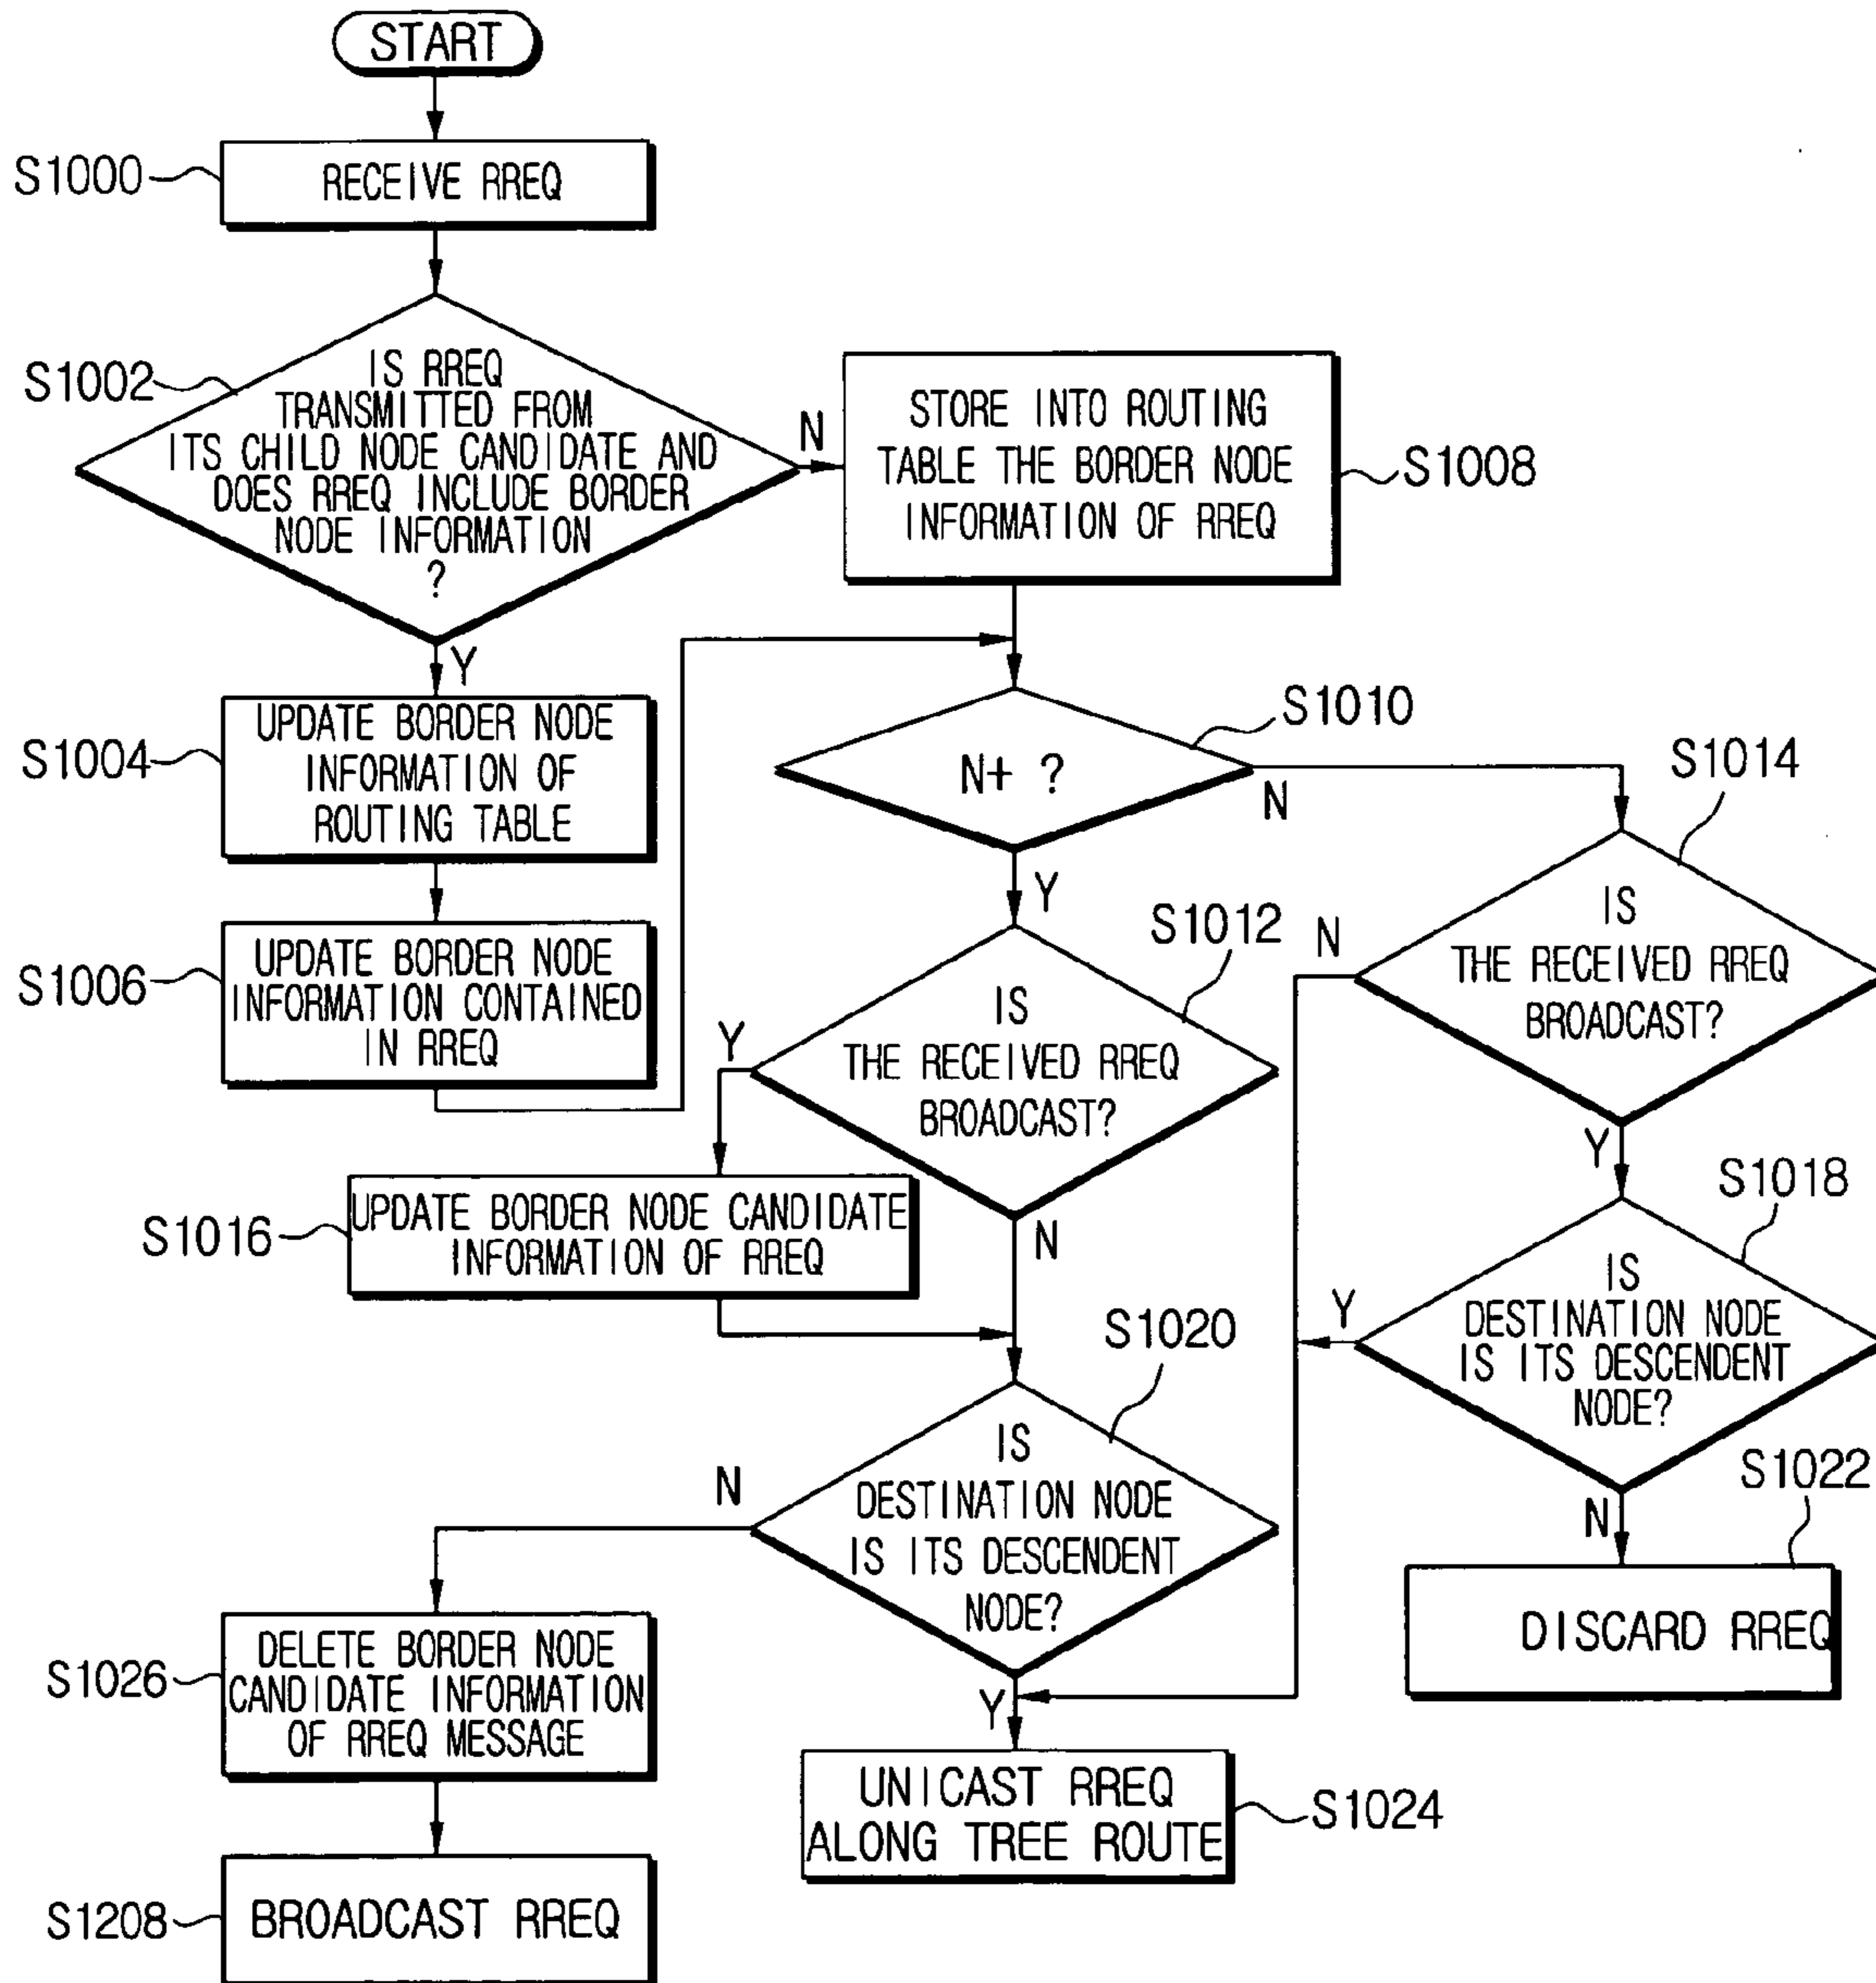 START
S1000
RECEIVE RREQ
S1002
IS RREQ
TRANSMITTED FROM
ITS CHILD NODE CANDIDATE AND
DOES RREQ INCLUDE BORDER
NODE INFORMATION
?
N
Y
STORE INTO ROUTING
TABLE THE BORDER NODE
INFORMATION OF RREQ
S1008
S1004
UPDATE BORDER NODE
INFORMATION OF
ROUTING TABLE
S1006
UPDATE BORDER NODE
INFORMATION CONTAINED
IN RREQ
S1010
N+ ?
N
Y
S1014
IS
THE RECEIVED RREQ
BROADCAST?
N
Y
S1012
IS
THE RECEIVED RREQ
BROADCAST?
Y
N
S1016
UPDATE BORDER NODE CANDIDATE
INFORMATION OF RREQ
S1018
IS
DESTINATION NODE
IS ITS DESCENDENT
NODE?
Y
N
S1020
IS
DESTINATION NODE
IS ITS DESCENDENT
NODE?
N
Y
S1022
DISCARD RREQ
S1026
DELETE BORDER NODE
CANDIDATE INFORMATION
OF RREQ MESSAGE
UNICAST RREQ
ALONG TREE ROUTE
S1024
S1208
BROADCAST RREQ